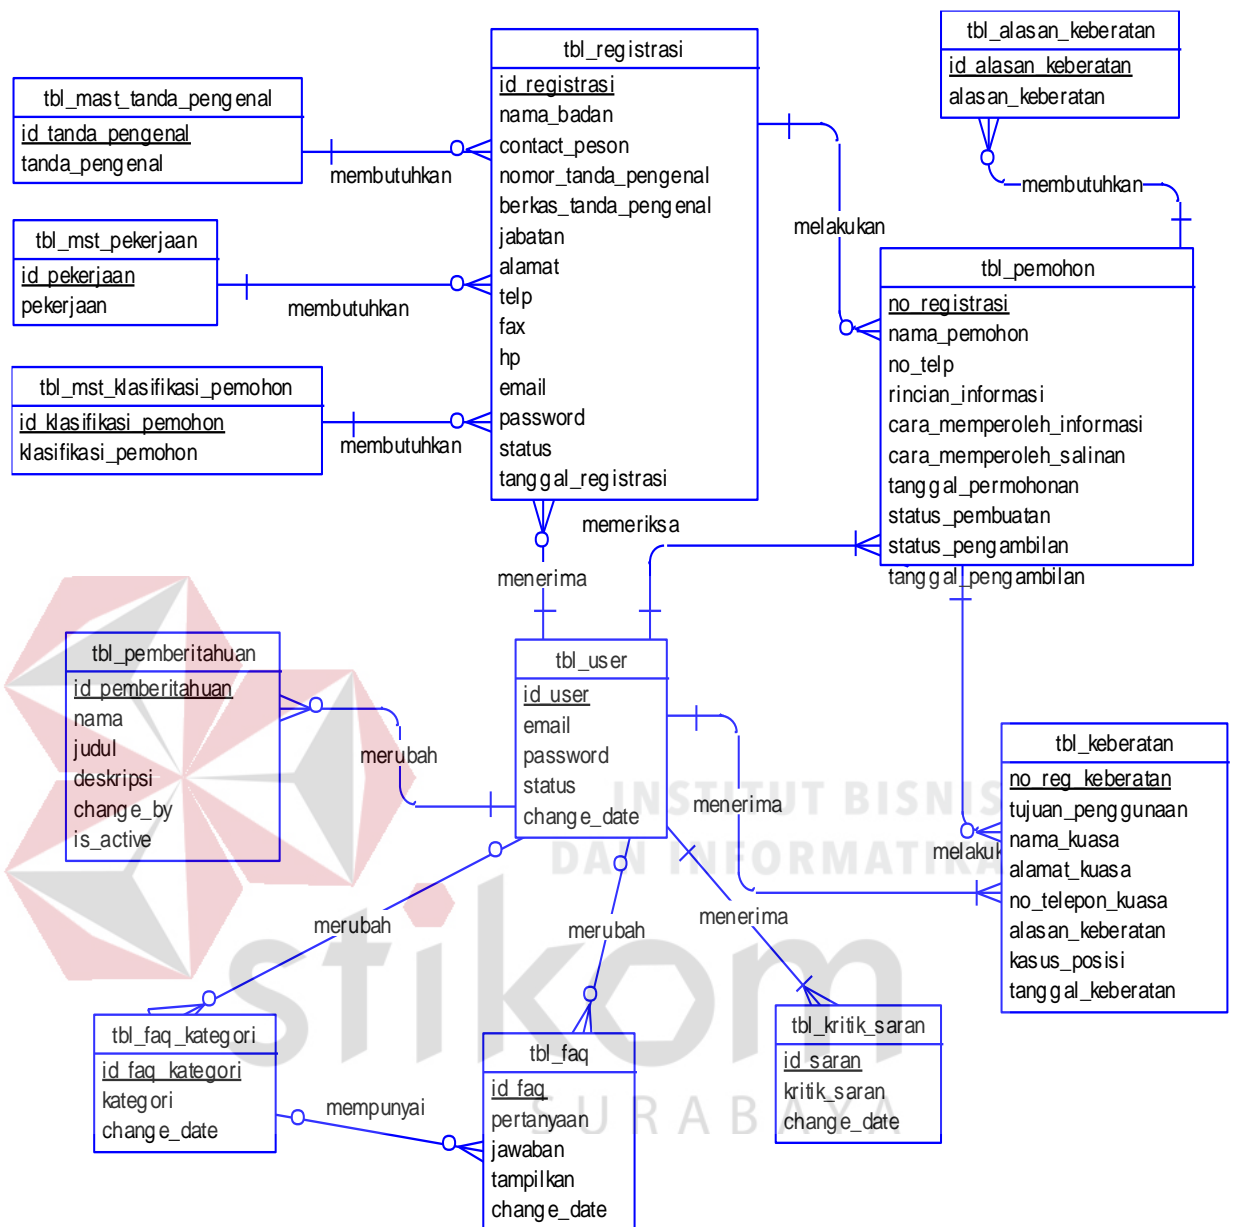 tbl_registrasi
id_registrasi
nama_badan
contact_peson
nomor_tanda_pengenal
berkas_tanda_pengenal
jabatan
alamat
telp
fax
hp
email
password
status
tanggal_registrasi
tbl_alasan_keberatan
id_alasan_keberatan
alasan_keberatan
tbl_mast_tanda_pengenal
id_tanda_pengenal
tanda_pengenal
membutuhkan
membutuhkan
tbl_mst_pekerjaan
id_pekerjaan
pekerjaan
membutuhkan
melakukan
tbl_pemohon
no_registrasi
nama_pemohon
no_telp
rincian_informasi
cara_memperoleh_informasi
cara_memperoleh_salinan
tanggal_permohonan
status_pembuatan
status_pengambilan
tanggal_pengambilan
tbl_mst_klasifikasi_pemohon
id_klasifikasi_pemohon
klasifikasi_pemohon
membutuhkan
memeriksa
menerima
tbl_pemberitahuan
id_pemberitahuan
nama
judul
deskripsi
change_by
is_active
merubah
tbl_user
id_user
email
password
status
change_date
menerima
melakuk
tbl_keberatan
no_reg_keberatan
tujuan_penggunaan
nama_kuasa
alamat_kuasa
no_telepon_kuasa
alasan_keberatan
kasus_posisi
tanggal_keberatan
merubah
merubah
menerima
tbl_faq_kategori
id_faq_kategori
kategori
change_date
mempunyai
tbl_faq
id_faq
pertanyaan
jawaban
tampilkan
change_date
tbl_kritik_saran
id_saran
kritik_saran
change_date
INSTITUT BISNIS
DAN INFORMATIKA
stikom
SURABAYA